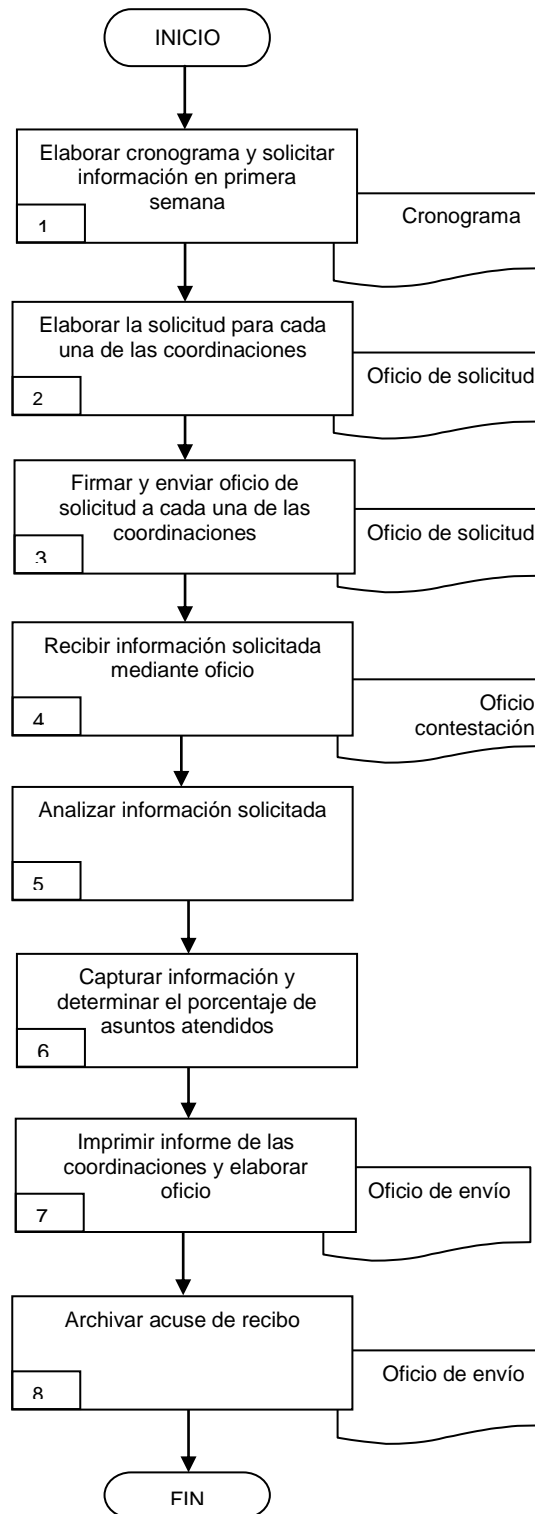 INICIO
Elaborar cronograma y solicitar
información en primera
semana
1
Cronograma
Elaborar la solicitud para cada
una de las coordinaciones
2
Oficio de solicitud
Firmar y enviar oficio de
solicitud a cada una de las
coordinaciones
3
Oficio de solicitud
Recibir información solicitada
mediante oficio
4
Oficio
contestación
Analizar información solicitada
5
Capturar información y
determinar el porcentaje de
asuntos atendidos
6
Imprimir informe de las
coordinaciones y elaborar
oficio
7
Oficio de envío
Archivar acuse de recibo
8
Oficio de envío
FIN